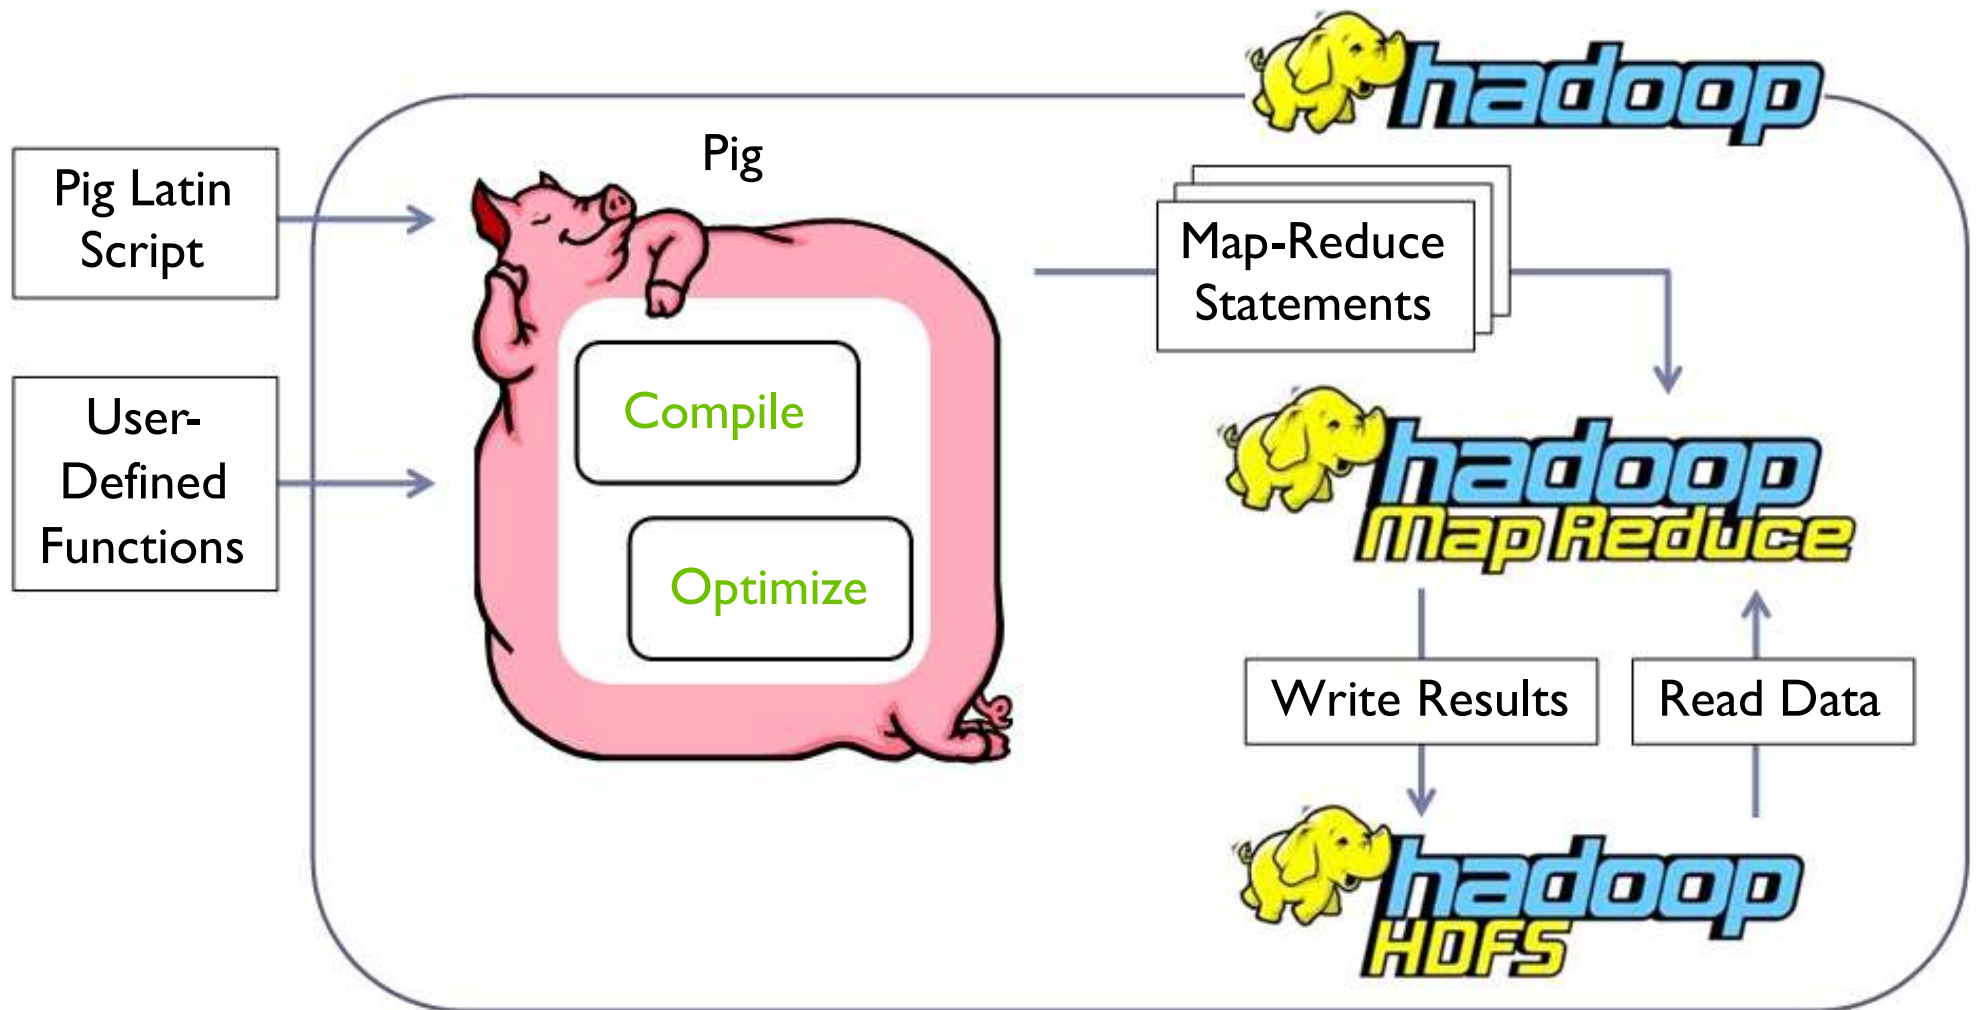 hadoop
Pig
Pig Latin
Script
Map-Reduce
Statements
User-
Defined
Functions
Compile
Optimize
hadoop
Map Reduce
Write Results
Read Data
hadoop
HDFS